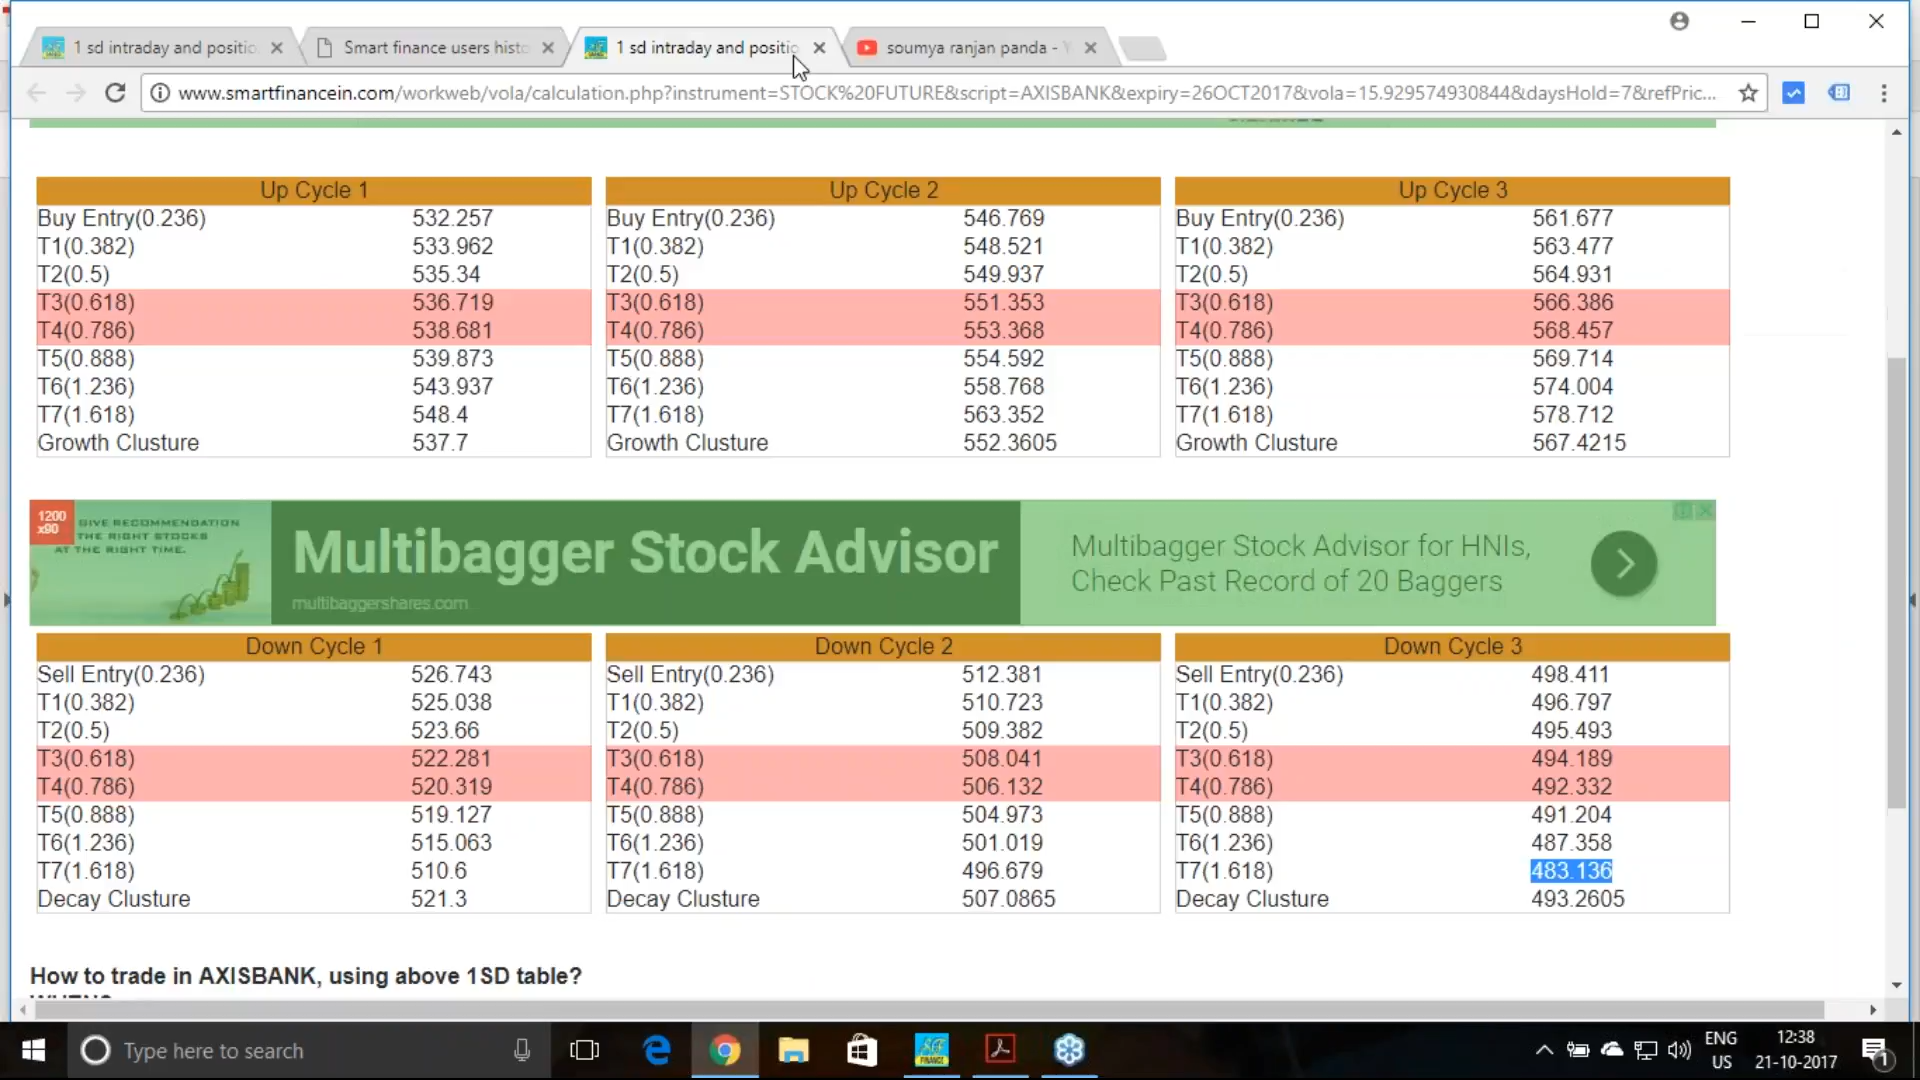 1 sd intraday and positio
Smart finance users histo
1 sd intraday and positio
soumya ranjan panda - Y
www.smartfinancein.com/workweb/vola/calculation.php?instrument=STOCK%20FUTURE&script=AXISBANK&expiry=26OCT2017&vola=15.929574930844&daysHold=7&refPric...
Up Cycle 1
Buy Entry(0.236) 532.257
T1(0.382) 533.962
T2(0.5) 535.34
T3(0.618) 536.719
T4(0.786) 538.681
T5(0.888) 539.873
T6(1.236) 543.937
T7(1.618) 548.4
Growth Clusture 537.7
Up Cycle 2
Buy Entry(0.236) 546.769
T1(0.382) 548.521
T2(0.5) 549.937
T3(0.618) 551.353
T4(0.786) 553.368
T5(0.888) 554.592
T6(1.236) 558.768
T7(1.618) 563.352
Growth Clusture 552.3605
Up Cycle 3
Buy Entry(0.236) 561.677
T1(0.382) 563.477
T2(0.5) 564.931
T3(0.618) 566.386
T4(0.786) 568.457
T5(0.888) 569.714
T6(1.236) 574.004
T7(1.618) 578.712
Growth Clusture 567.4215
1200
x90
GIVE RECOMMENDATION
THE RIGHT STOCKS
AT THE RIGHT TIME.
Multibagger Stock Advisor
multibaggershares.com
Multibagger Stock Advisor for HNIs,
Check Past Record of 20 Baggers
Down Cycle 1
Sell Entry(0.236) 526.743
T1(0.382) 525.038
T2(0.5) 523.66
T3(0.618) 522.281
T4(0.786) 520.319
T5(0.888) 519.127
T6(1.236) 515.063
T7(1.618) 510.6
Decay Clusture 521.3
Down Cycle 2
Sell Entry(0.236) 512.381
T1(0.382) 510.723
T2(0.5) 509.382
T3(0.618) 508.041
T4(0.786) 506.132
T5(0.888) 504.973
T6(1.236) 501.019
T7(1.618) 496.679
Decay Clusture 507.0865
Down Cycle 3
Sell Entry(0.236) 498.411
T1(0.382) 496.797
T2(0.5) 495.493
T3(0.618) 494.189
T4(0.786) 492.332
T5(0.888) 491.204
T6(1.236) 487.358
T7(1.618) 483.136
Decay Clusture 493.2605
How to trade in AXISBANK, using above 1SD table?
Type here to search
FINANCE
ENG
US
12:38
21-10-2017
1